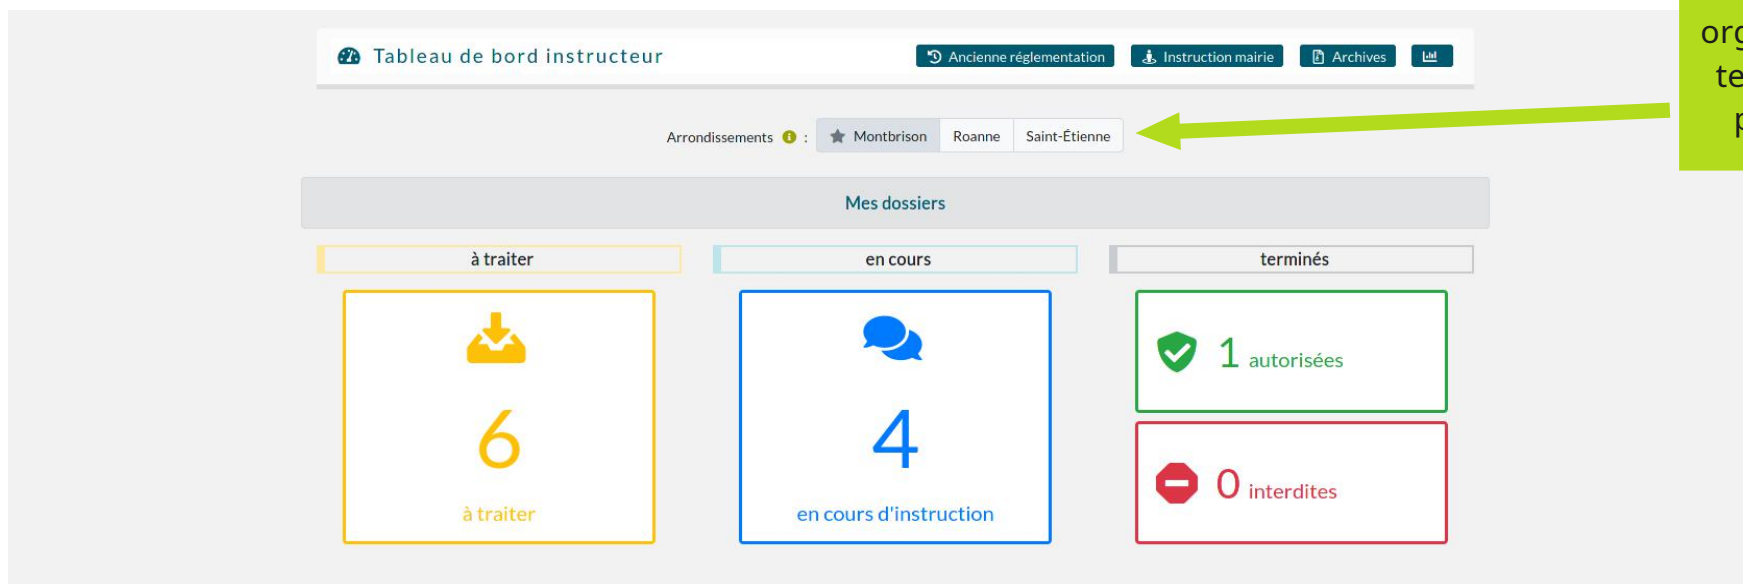 Tableau de bord instructeur
Ancienne réglementation
Instruction mairie
Archives
Arrondissements :
Montbrison
Roanne
Saint-Étienne
Mes dossiers
à traiter
en cours
terminés
6
à traiter
4
en cours d'instruction
1 autorisées
0 interdites